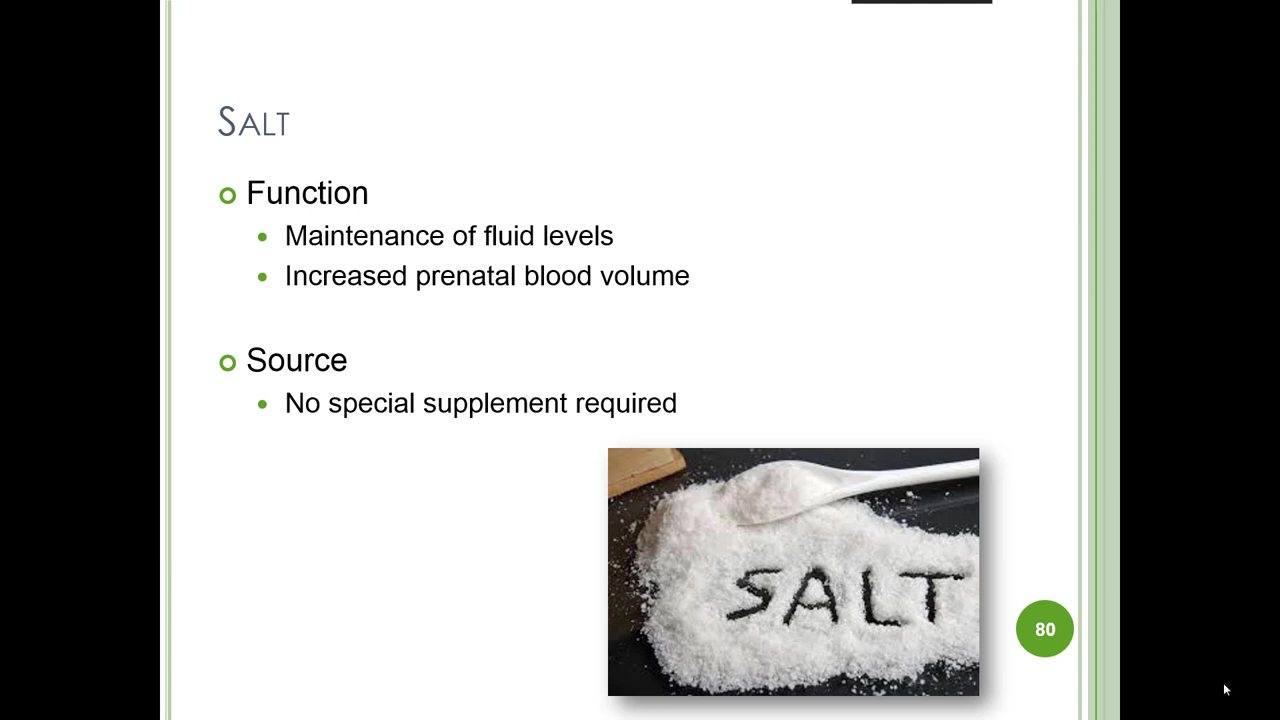 SALT
Function
Maintenance of fluid levels
Increased prenatal blood volume
Source
No special supplement required
SALT
80